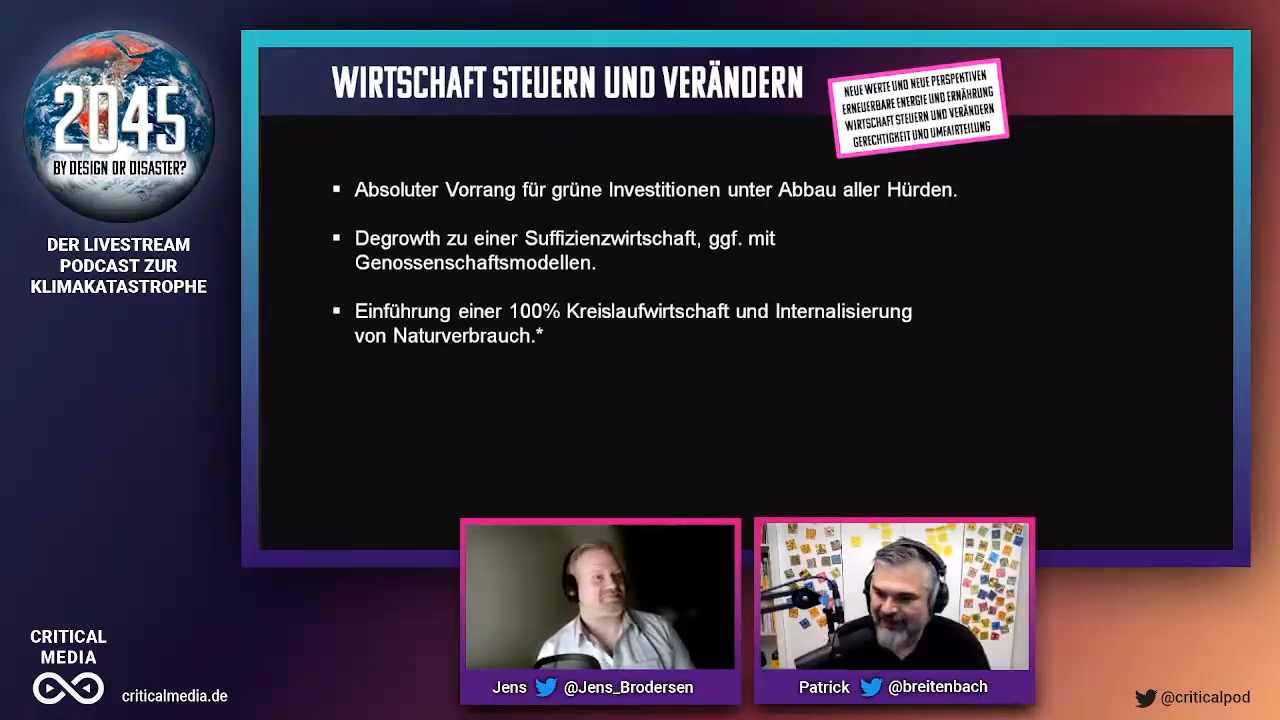 2045
BY DESIGN OR DISASTER?
DER LIVESTREAM
PODCAST ZUR
KLIMAKATASTROPHE
WIRTSCHAFT STEUERN UND VERÄNDERN
NEUE WERTE UND NEUE PERSPEKTIVEN
ERNEUERBARE ENERGIE UND ERNÄHRUNG
WIRTSCHAFT STEUERN UND VERÄNDERN
GERECHTIGKEIT UND UMFAIRTEILUNG
▪ Absoluter Vorrang für grüne Investitionen unter Abbau aller Hürden.
▪ Degrowth zu einer Suffizienzwirtschaft, ggf. mit
Genossenschaftsmodellen.
▪ Einführung einer 100% Kreislaufwirtschaft und Internalisierung
von Naturverbrauch.*
Jens @Jens_Brodersen
Patrick @breitenbach
CRITICAL
MEDIA
criticalmedia.de
@criticalpod